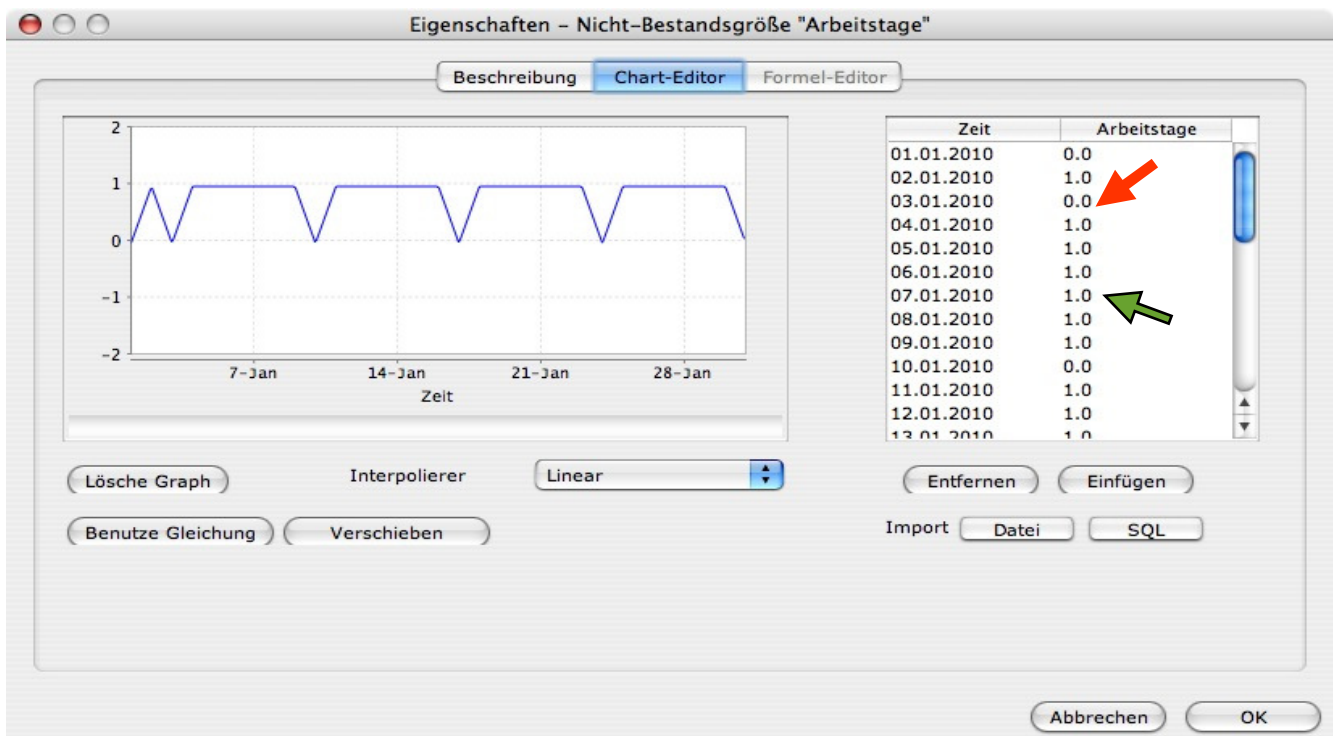 Eigenschaften – Nicht-Bestandsgröße "Arbeitstage"
Beschreibung Chart-Editor Formel-Editor
2
1
0
-1
-2
7-Jan 14-Jan 21-Jan 28-Jan
Zeit
Zeit Arbeitstage
01.01.2010 0.0
02.01.2010 1.0
03.01.2010 0.0
04.01.2010 1.0
05.01.2010 1.0
06.01.2010 1.0
07.01.2010 1.0
08.01.2010 1.0
09.01.2010 1.0
10.01.2010 0.0
11.01.2010 1.0
12.01.2010 1.0
13.01.2010 1.0
Lösche Graph Interpolierer Linear
Entfernen Einfügen
Benutze Gleichung Verschieben
Import Datei SQL
Abbrechen OK